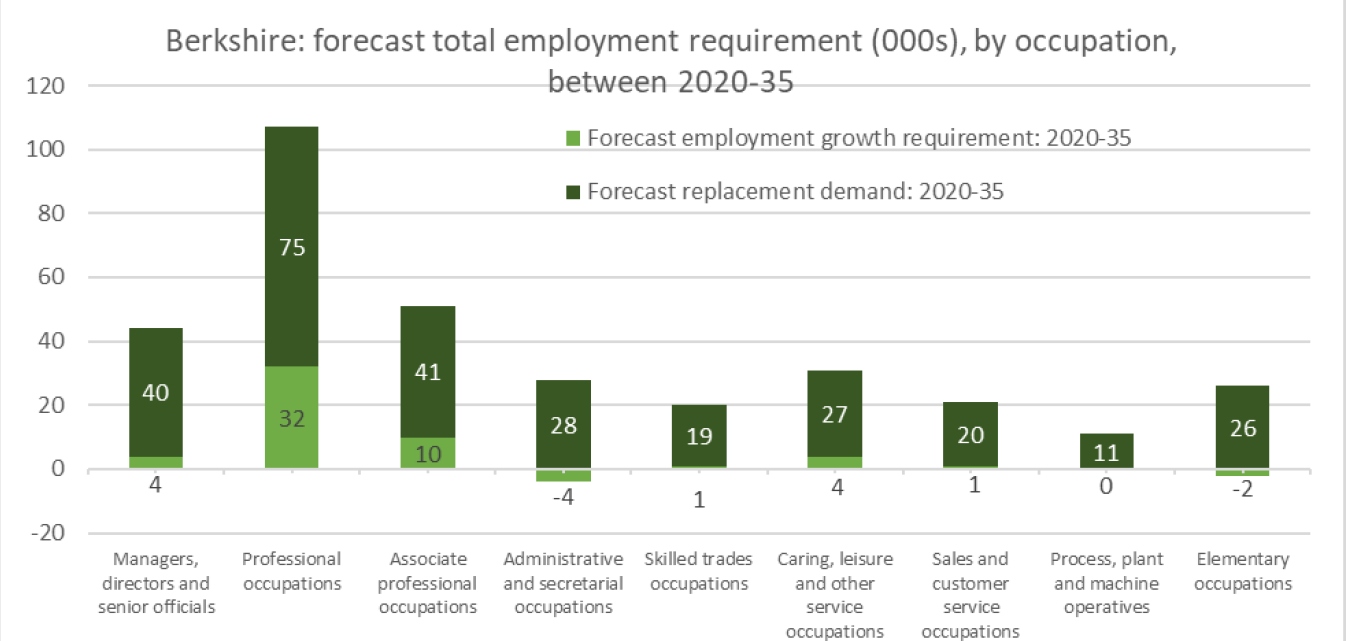 Berkshire: forecast total employment requirement (000s), by occupation,
between 2020-35
120
100
80
60
40
20
0
-20
Forecast employment growth requirement: 2020-35
Forecast replacement demand: 2020-35
40
4
75
32
41
10
28
-4
19
1
27
4
20
1
11
0
26
-2
Managers,
directors and
senior officials
Professional
occupations
Associate
professional
occupations
Administrative
and secretarial
occupations
Skilled trades
occupations
Caring, leisure
and other
service
occupations
Sales and
customer
service
occupations
Process, plant
and machine
operatives
Elementary
occupations